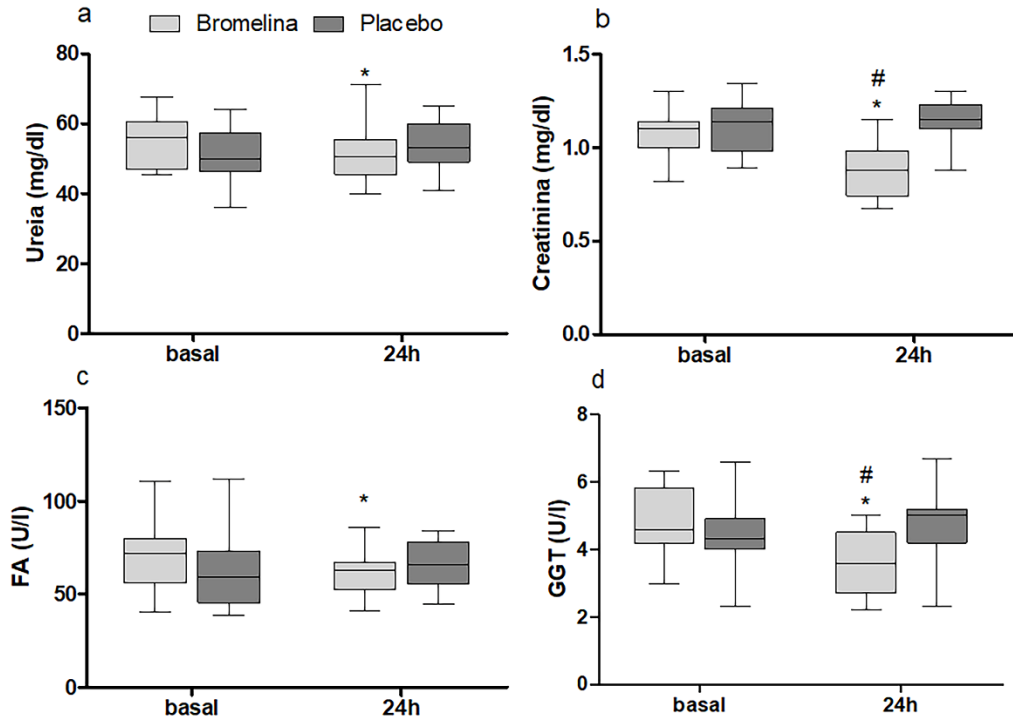 a
Bromelina Placebo
80
60
40
20
0
Ureia (mg/dl)
*
basal 24h
b
1.5
1.0
0.5
0.0
Creatinina (mg/dl)
#
*
basal 24h
c
150
100
50
0
FA (U/l)
*
basal 24h
d
8
6
4
2
0
GGT (U/l)
#
*
basal 24h